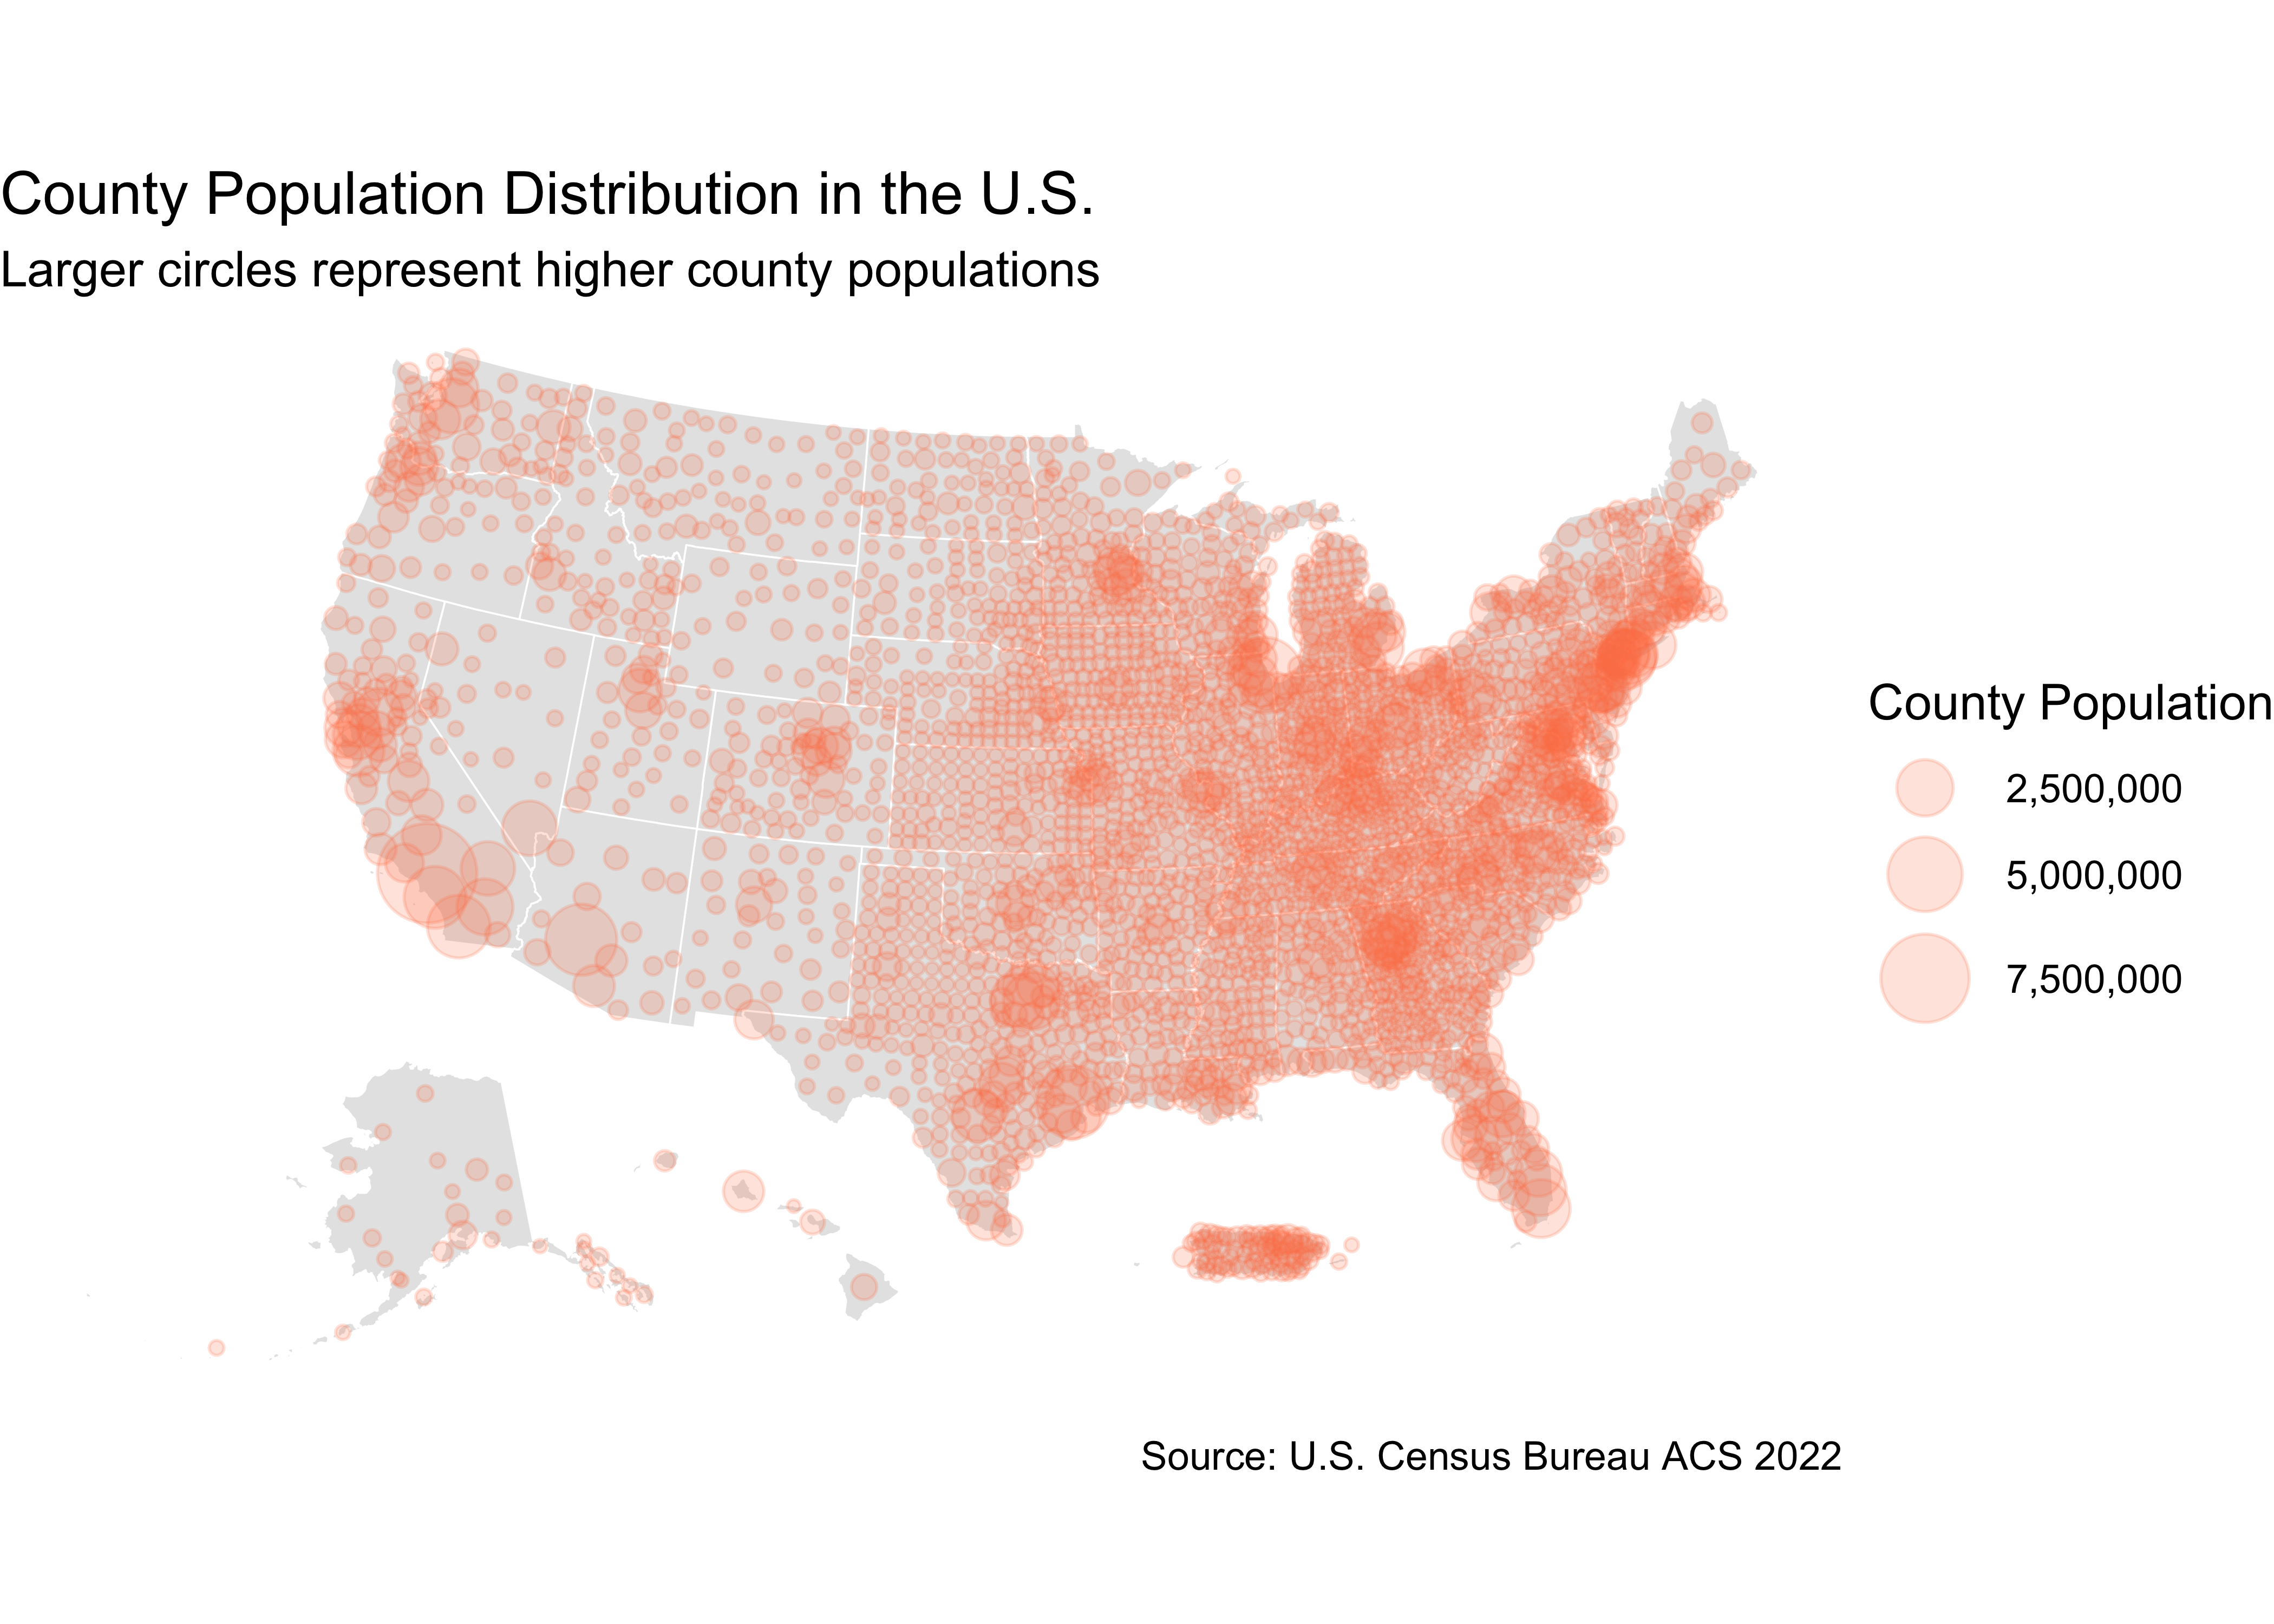 County Population Distribution in the U.S.
Larger circles represent higher county populations
County Population
2,500,000
5,000,000
7,500,000
Source: U.S. Census Bureau ACS 2022